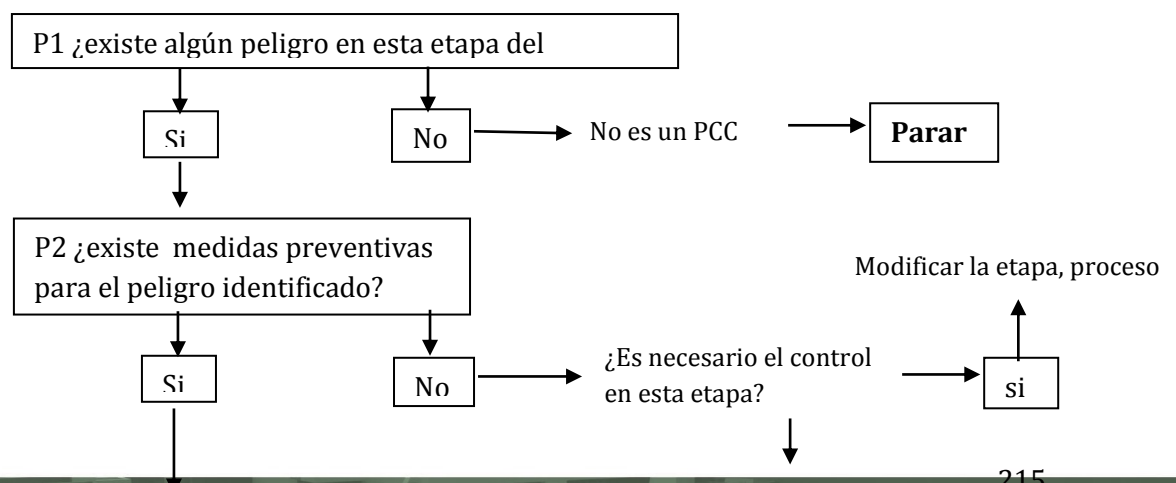 P1 ¿existe algún peligro en esta etapa del
Si
No
No es un PCC
Parar
P2 ¿existe medidas preventivas
para el peligro identificado?
Modificar la etapa, proceso
Si
No
¿Es necesario el control
en esta etapa?
si
215